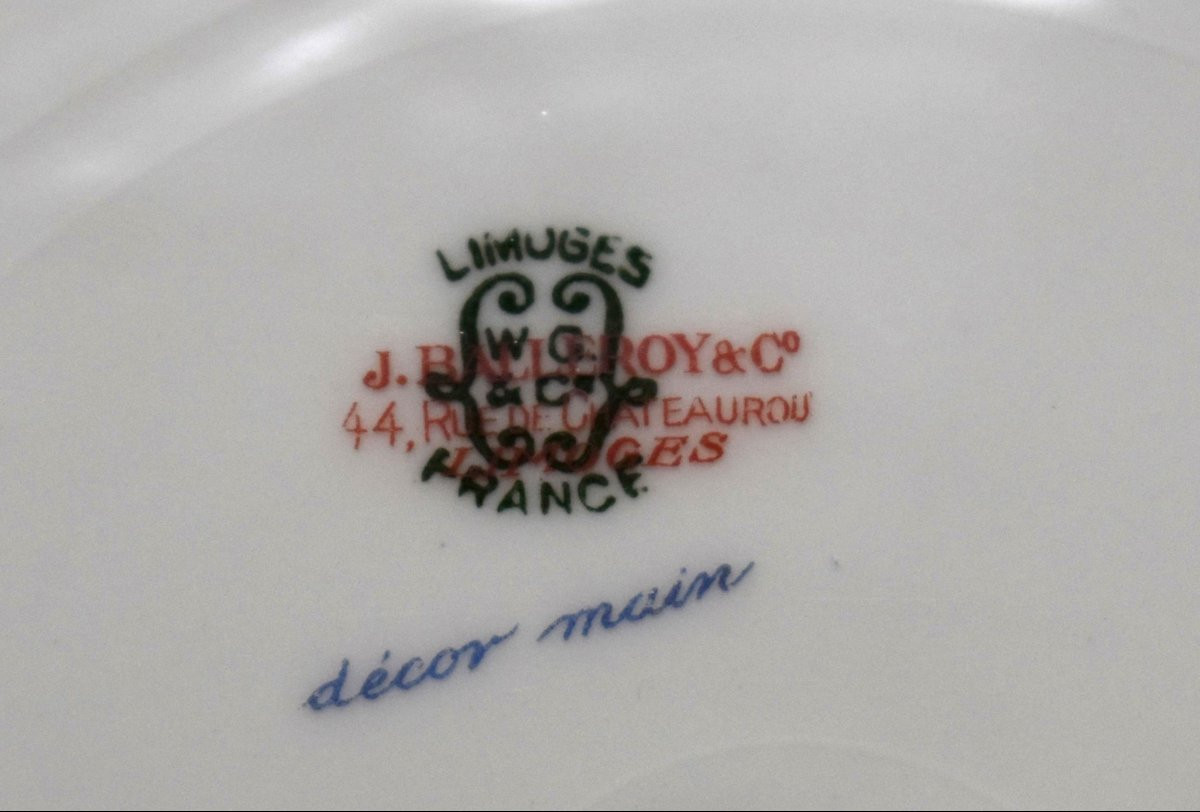 LIMOGES
W. G.
& Co
FRANCE
J. BALLEROY & Co
44, RUE DE CHATEAUROU
LIMOGES
décor main